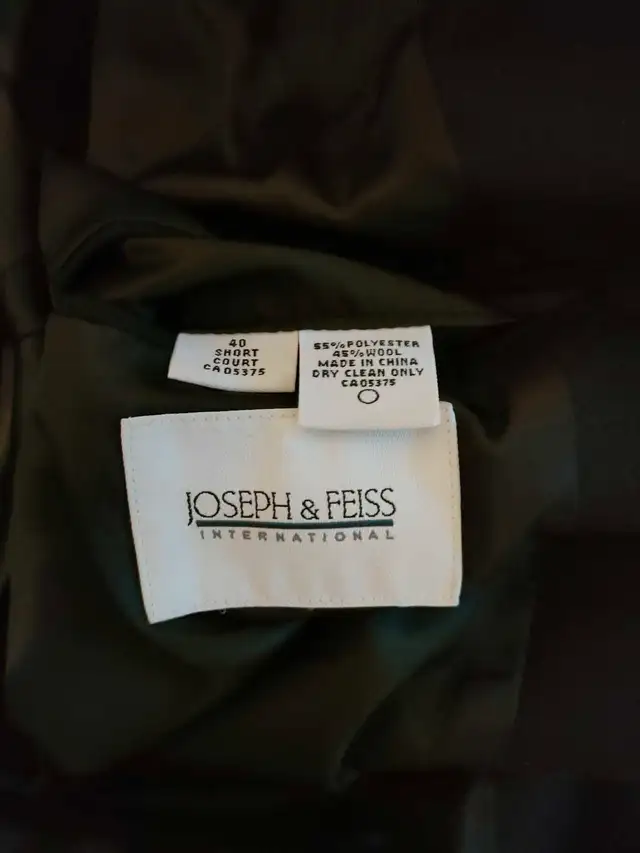 40
SHORT
COURT
CA05375
55% POLYESTER
45% WOOL
MADE IN CHINA
DRY CLEAN ONLY
CA05375
JOSEPH & FEISS
INTERNATIONAL